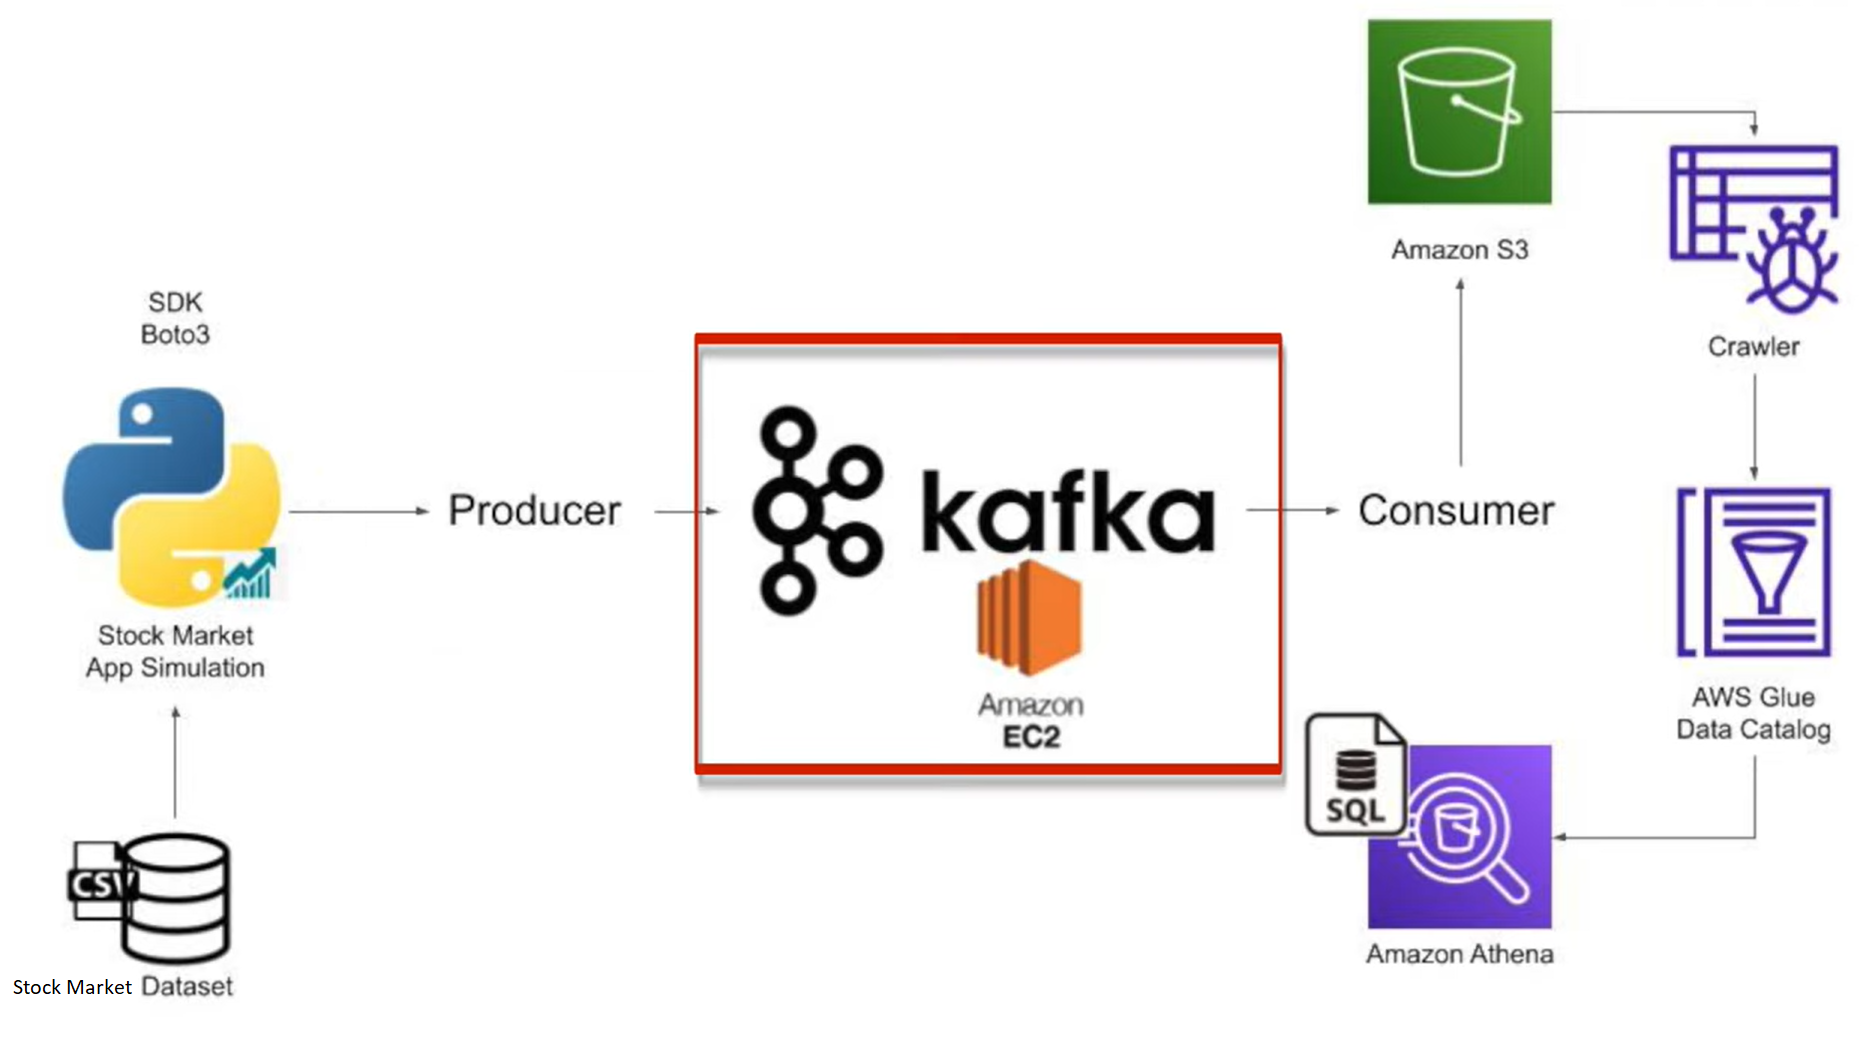 SDK
Boto3
Stock Market
App Simulation
CSV
Stock Market Dataset
Producer
kafka
Amazon
EC2
Consumer
Amazon S3
Crawler
AWS Glue
Data Catalog
SQL
Amazon Athena